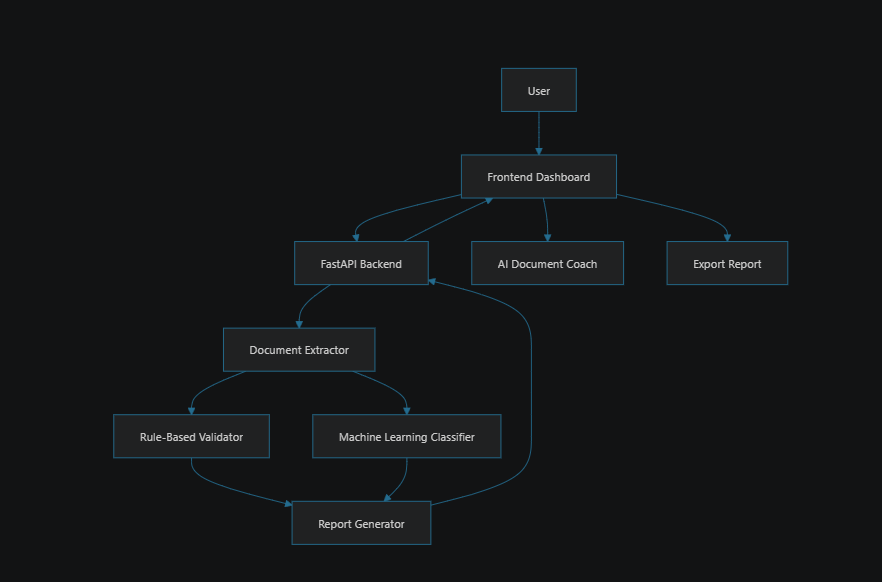 User
Frontend Dashboard
FastAPI Backend
AI Document Coach
Export Report
Document Extractor
Rule-Based Validator
Machine Learning Classifier
Report Generator